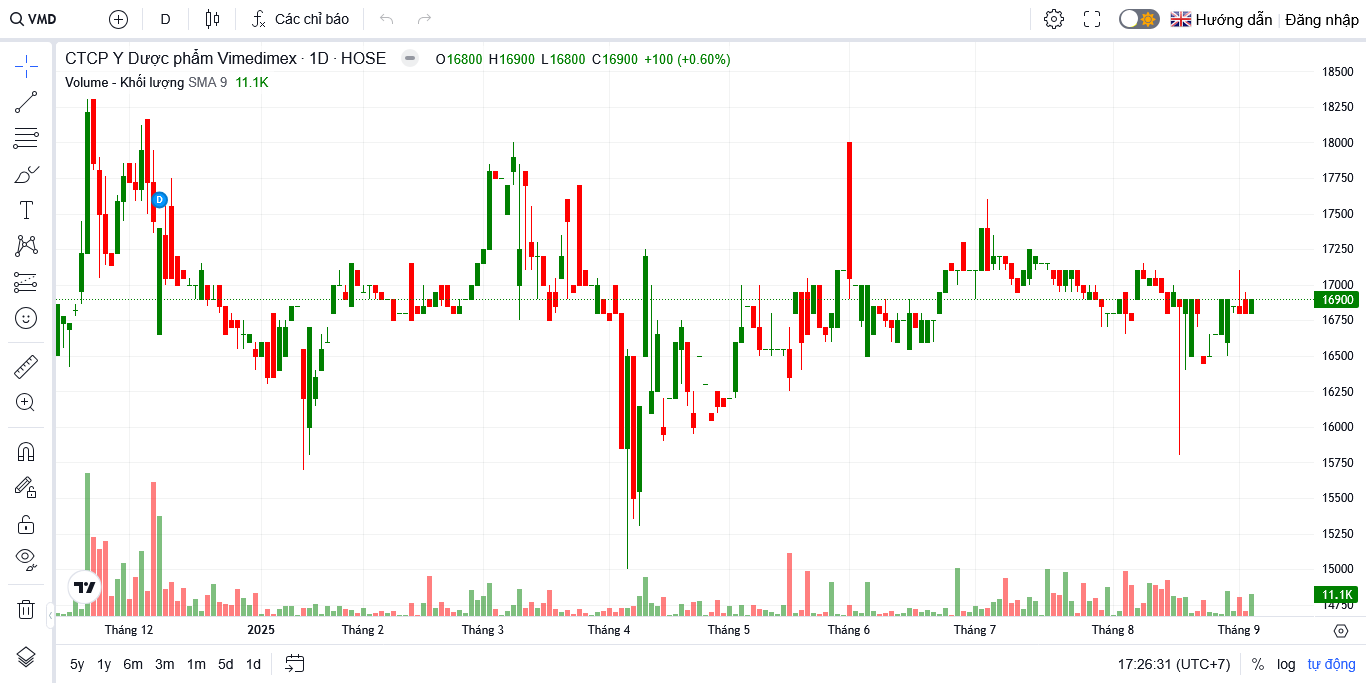 VMD D Các chỉ báo Hướng dẫn Đăng nhập
CTCP Y Dược phẩm Vimedimex · 1D · HOSE O16800 H16900 L16800 C16900 +100 (+0.60%)
Volume - Khối lượng SMA 9 11.1K
D
18500
18250
18000
17750
17500
17250
17000
16900
16750
16500
16250
16000
15750
15500
15250
15000
11.1K
14750
Tháng 12 2025 Tháng 2 Tháng 3 Tháng 4 Tháng 5 Tháng 6 Tháng 7 Tháng 8 Tháng 9
5y 1y 6m 3m 1m 5d 1d 17:26:31 (UTC+7) % log tự động